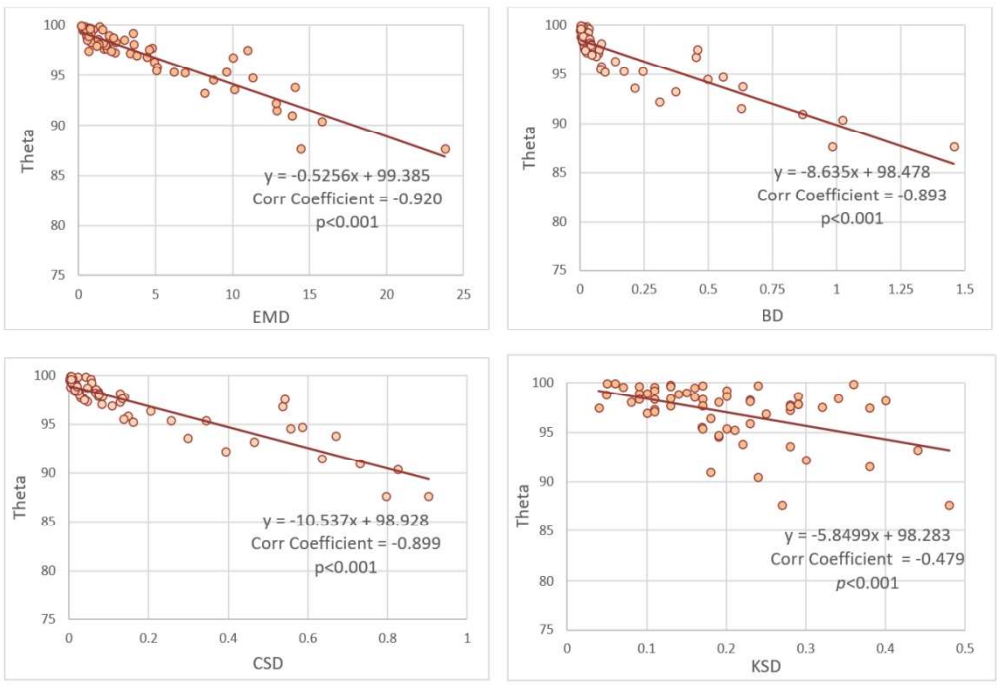 100
95
90
85
80
75
Theta
y = -0.5256x + 99.385
Corr Coefficient = -0.920
p<0.001
0 5 10 15 20 25
EMD
100
95
90
85
80
75
Theta
y = -8.635x + 98.478
Corr Coefficient = -0.893
p<0.001
0 0.25 0.5 0.75 1 1.25 1.5
BD
100
95
90
85
80
75
Theta
y = -10.537x + 98.928
Corr Coefficient = -0.899
p<0.001
0 0.2 0.4 0.6 0.8 1
CSD
100
95
90
85
80
75
Theta
y = -5.8499x + 98.283
Corr Coefficient = -0.479
p<0.001
0 0.1 0.2 0.3 0.4 0.5
KSD